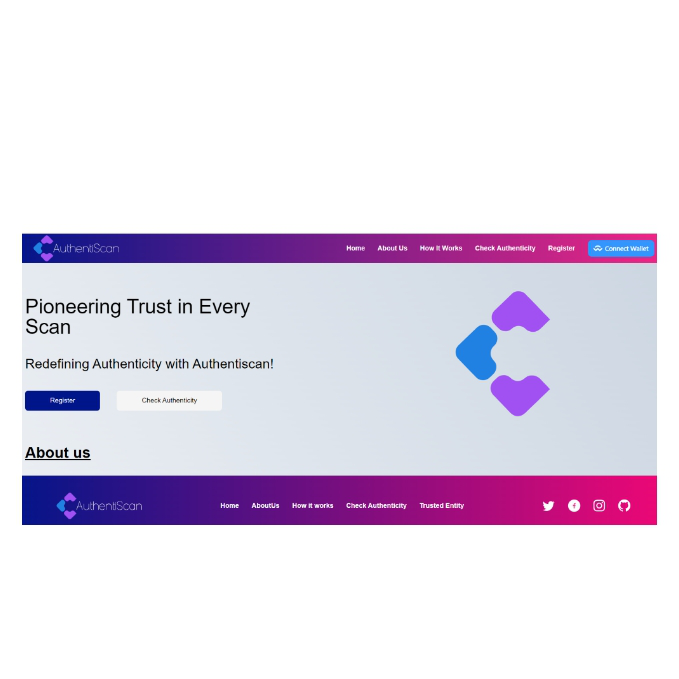 AuthentiScan Home About Us How It Works Check Authenticity Register Connect Wallet
Pioneering Trust in Every
Scan
Redefining Authenticity with Authentiscan!
Register Check Authenticity
About us
AuthentiScan Home AboutUs How it works Check Authenticity Trusted Entity